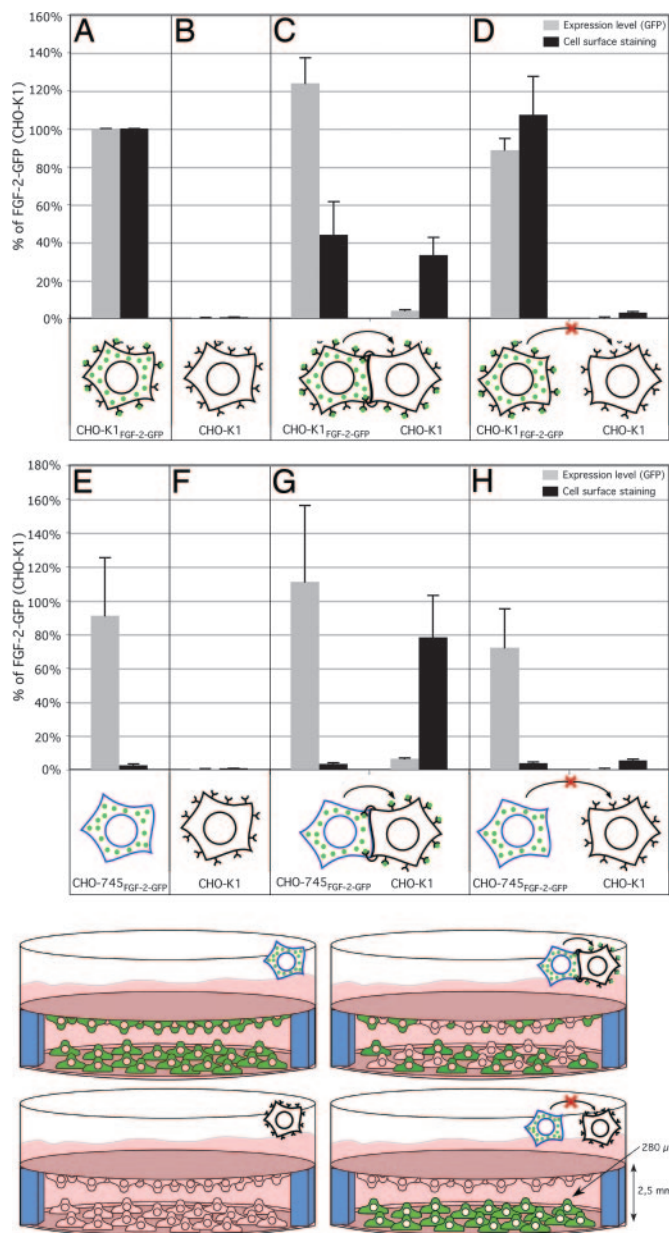 A B C D
Expression level (GFP)
Cell surface staining
% of FGF-2-GFP (CHO-K1)
160%
140%
120%
100%
80%
60%
40%
20%
0%
CHO-K1FGF-2-GFP CHO-K1 CHO-K1FGF-2-GFP CHO-K1 CHO-K1FGF-2-GFP CHO-K1
E F G H
Expression level (GFP)
Cell surface staining
% of FGF-2-GFP (CHO-K1)
180%
160%
140%
120%
100%
80%
60%
40%
20%
0%
CHO-745FGF-2-GFP CHO-K1 CHO-745FGF-2-GFP CHO-K1 CHO-745FGF-2-GFP CHO-K1
280 µ
2,5 mm